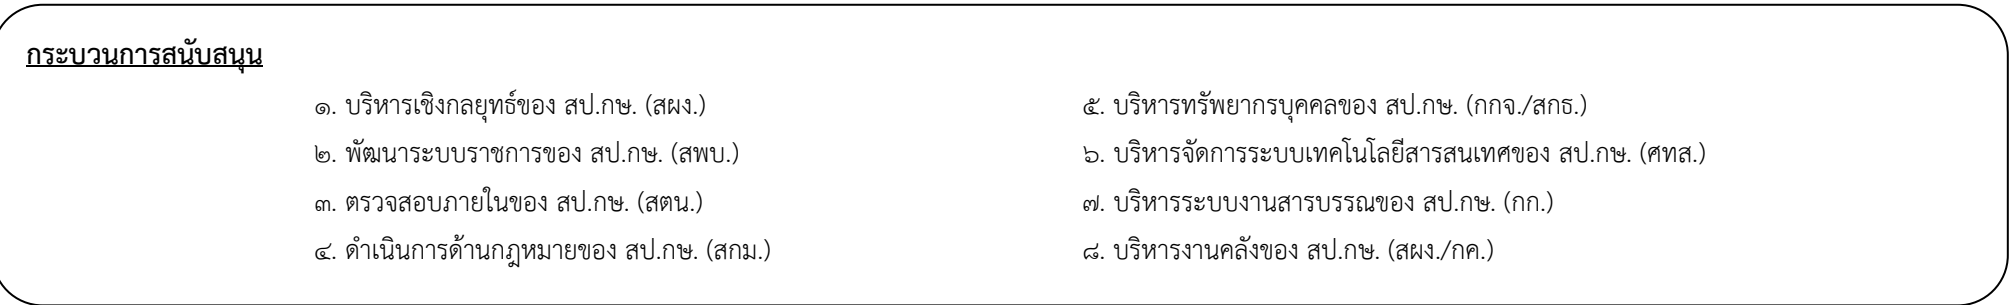 กระบวนการสนับสนุน
๑. บริหารเชิงกลยุทธ์ของ สป.กษ. (สผง.)
๒. พัฒนาระบบราชการของ สป.กษ. (สพบ.)
๓. ตรวจสอบภายในของ สป.กษ. (สตน.)
๔. ดำเนินการด้านกฎหมายของ สป.กษ. (สกม.)
๕. บริหารทรัพยากรบุคคลของ สป.กษ. (กกจ./สกธ.)
๖. บริหารจัดการระบบเทคโนโลยีสารสนเทศของ สป.กษ. (ศทส.)
๗. บริหารระบบงานสารบรรณของ สป.กษ. (กก.)
๘. บริหารงานคลังของ สป.กษ. (สผง./กค.)